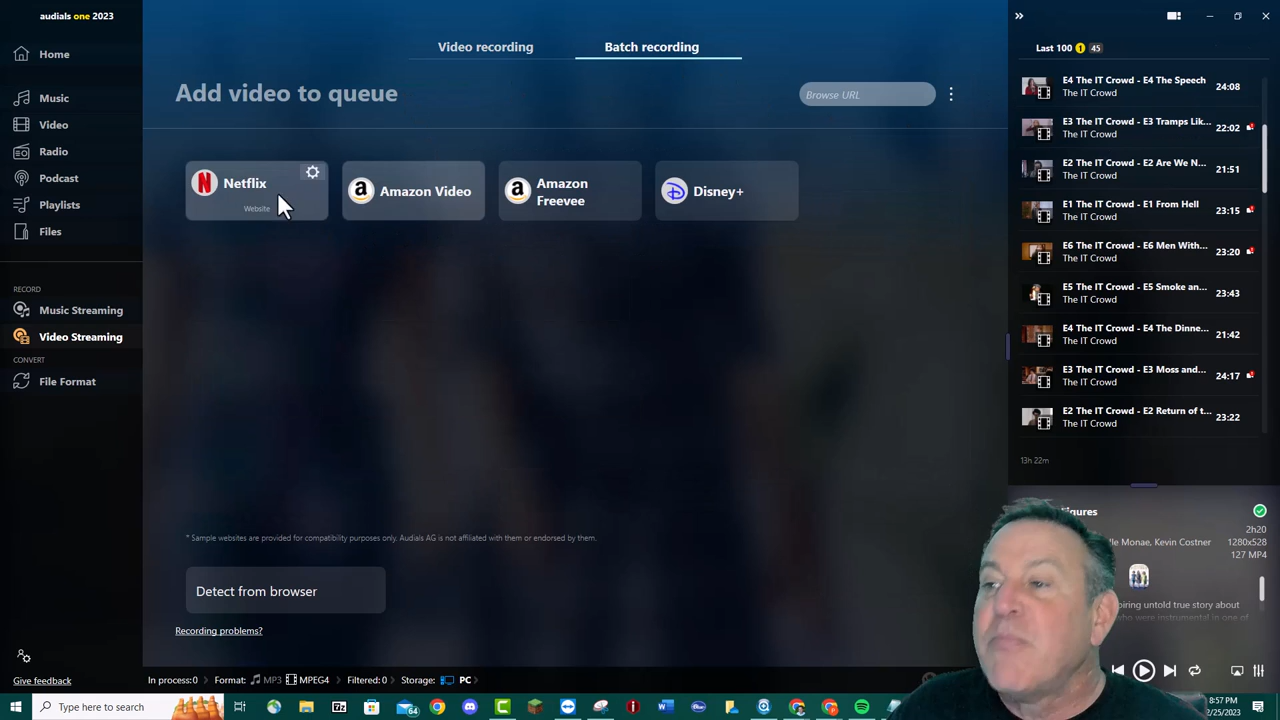 audials one 2023
Home
Music
Video
Radio
Podcast
Playlists
Files
RECORD
Music Streaming
Video Streaming
CONVERT
File Format
Give feedback
Video recording
Batch recording
Add video to queue
Browse URL
Netflix
Website
Amazon Video
Amazon
Freevee
Disney+
* Sample websites are provided for compatibility purposes only. Audials AG is not affiliated with them or endorsed by them.
Detect from browser
Recording problems?
In process:0 Format: MP3 MPEG4 Filtered:0 Storage: PC
Last 100 1 45
E4 The IT Crowd - E4 The Speech
The IT Crowd
24:08
E3 The IT Crowd - E3 Tramps Lik...
The IT Crowd
22:02
E2 The IT Crowd - E2 Are We N...
The IT Crowd
21:51
E1 The IT Crowd - E1 From Hell
The IT Crowd
23:15
E6 The IT Crowd - E6 Men With...
The IT Crowd
23:20
E5 The IT Crowd - E5 Smoke an...
The IT Crowd
23:43
E4 The IT Crowd - E4 The Dinne...
The IT Crowd
21:42
E3 The IT Crowd - E3 Moss and...
The IT Crowd
24:17
E2 The IT Crowd - E2 Return of t...
The IT Crowd
23:22
13h 22m
2h20
Monae, Kevin Costner 1280x528
127 MP4
untold true story about
who were instrumental in one of
Type here to search
64
8:57 PM
2/25/2023